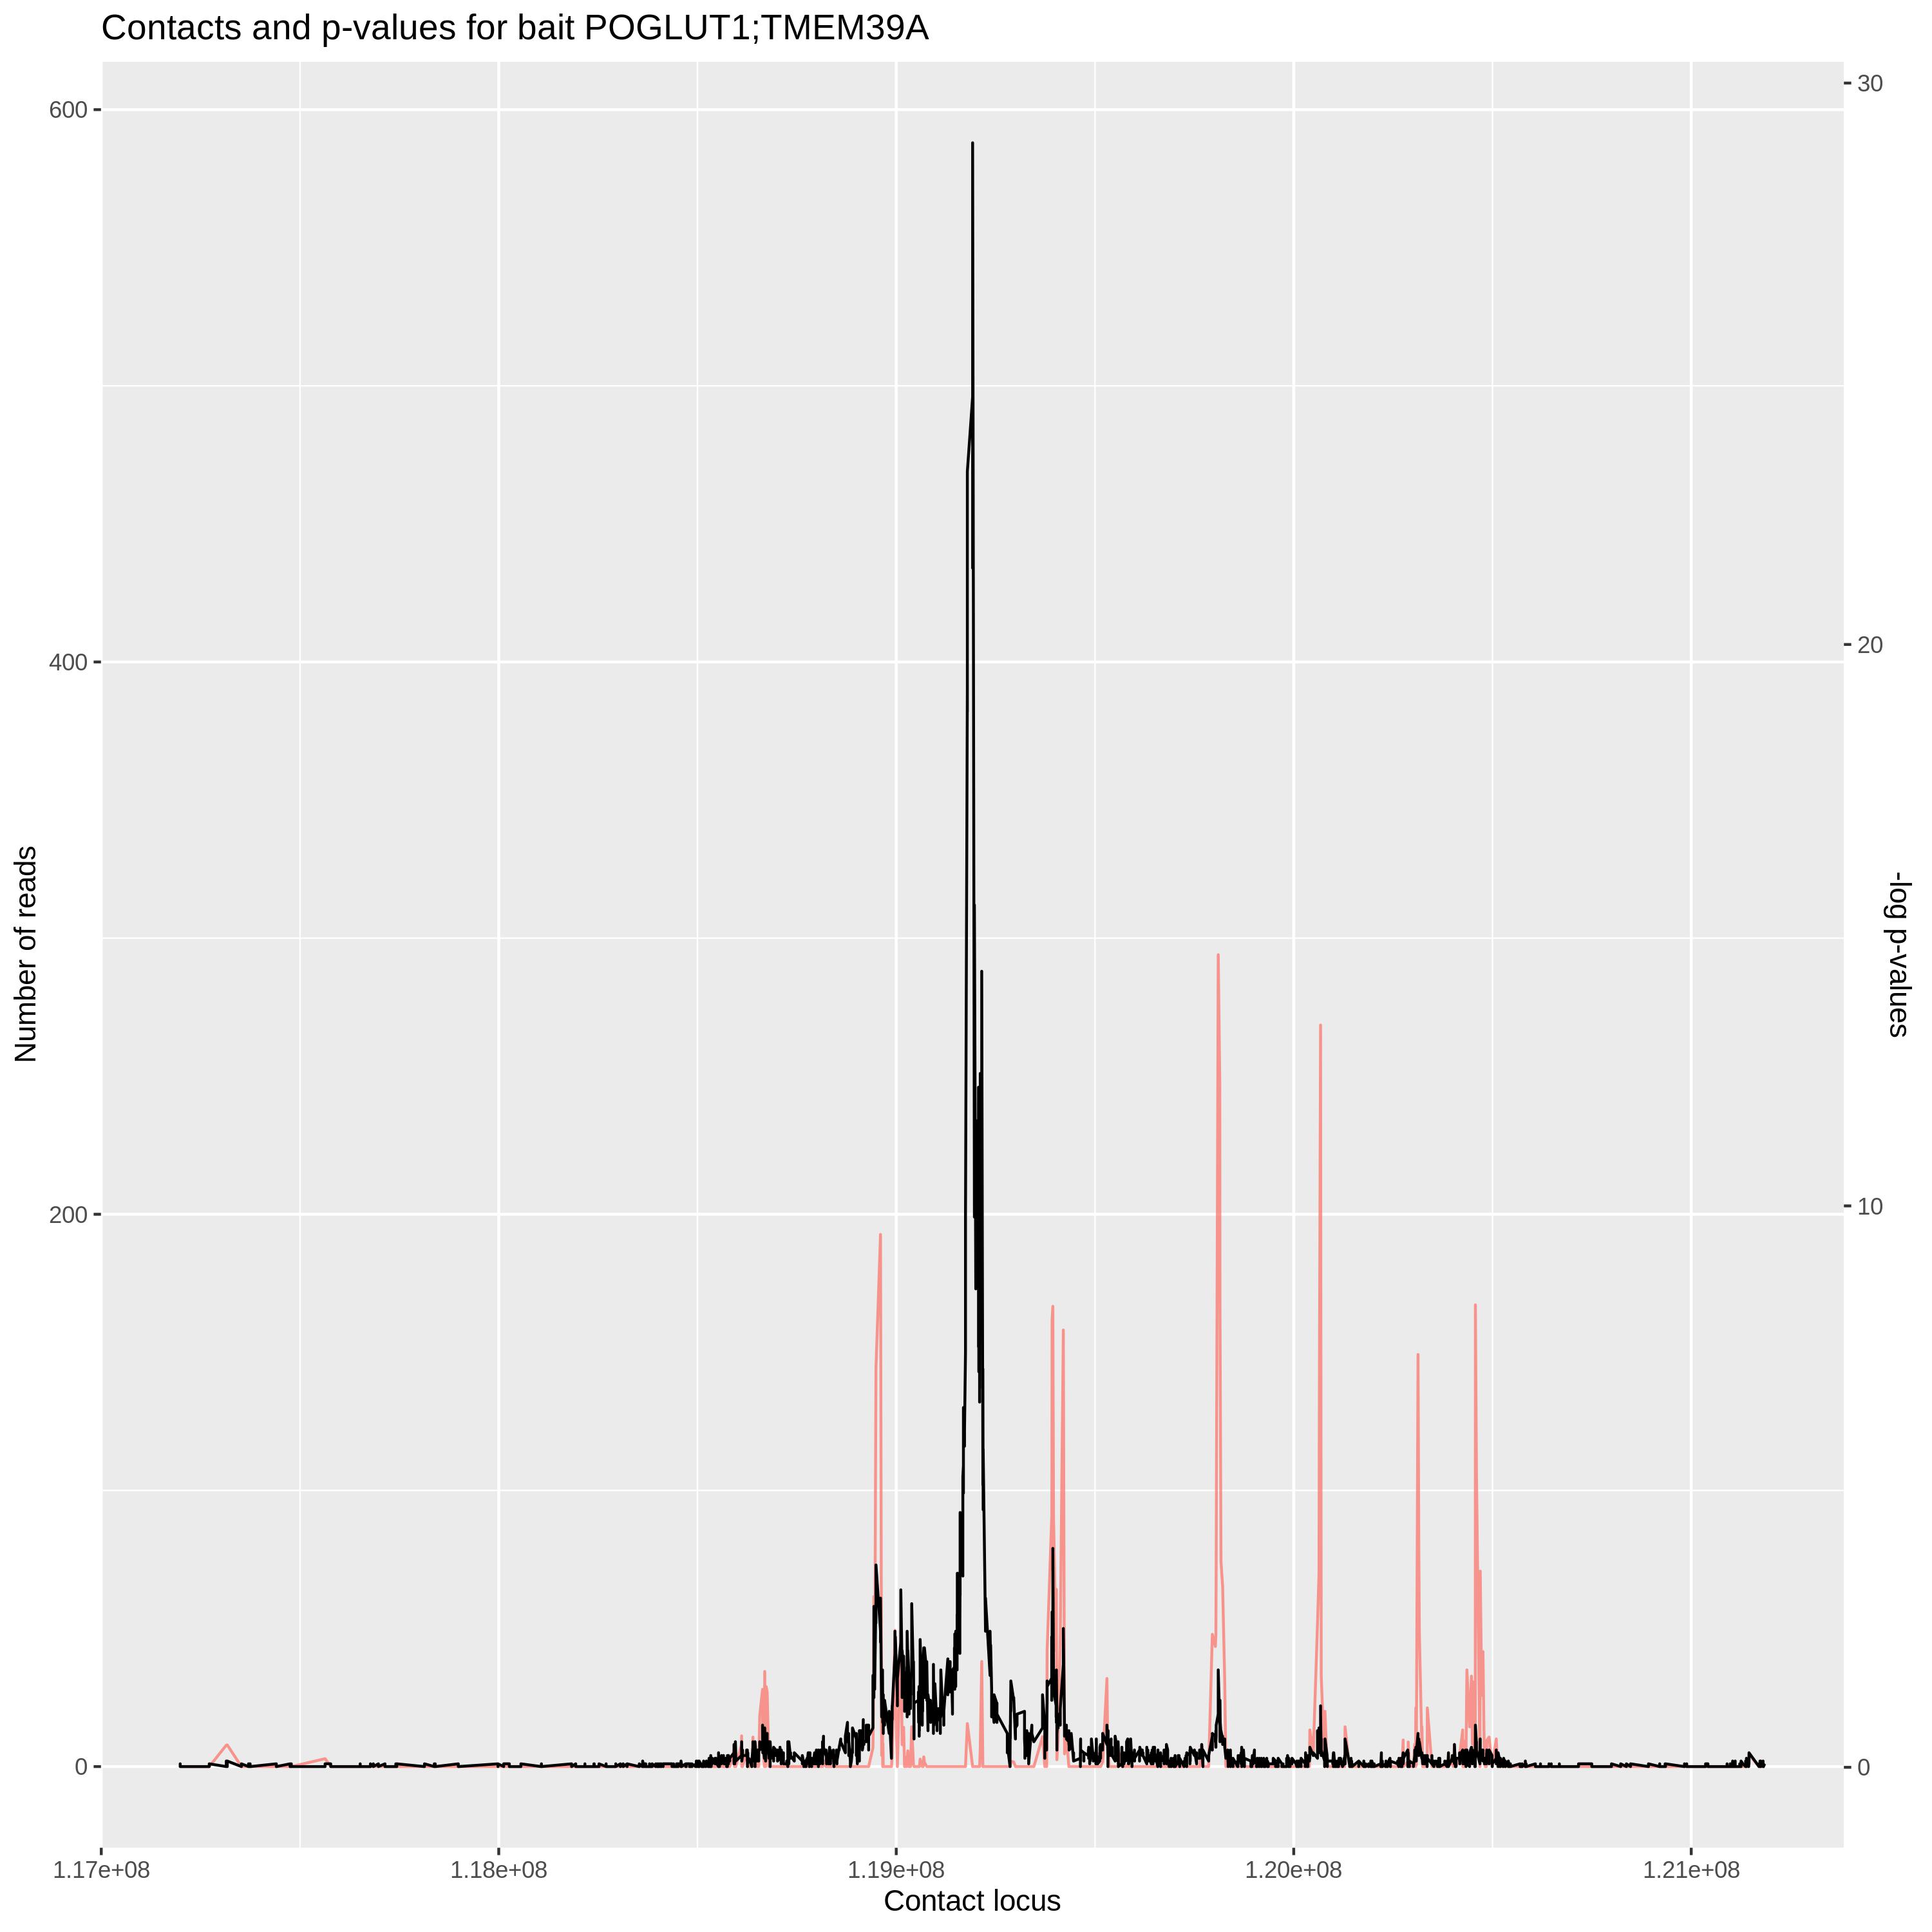 Contacts and p-values for bait POGLUT1;TMEM39A
600
400
200
0
30
20
10
0
Number of reads
-log p-values
1.17e+08
1.18e+08
1.19e+08
1.20e+08
1.21e+08
Contact locus